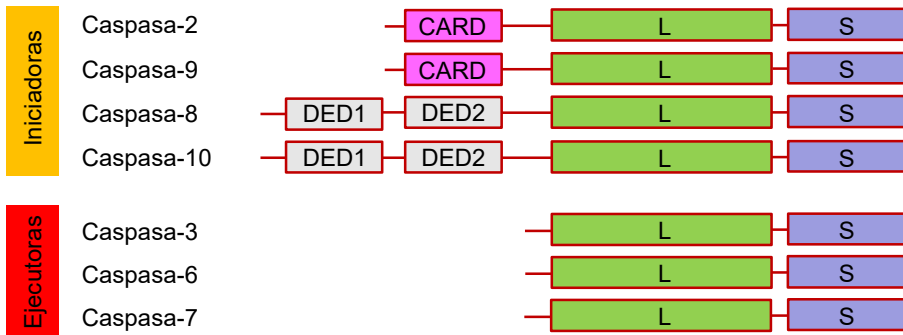 Iniciadoras
Caspasa-2 CARD L S
Caspasa-9 CARD L S
Caspasa-8 DED1 DED2 L S
Caspasa-10 DED1 DED2 L S
Ejecutoras
Caspasa-3 L S
Caspasa-6 L S
Caspasa-7 L S